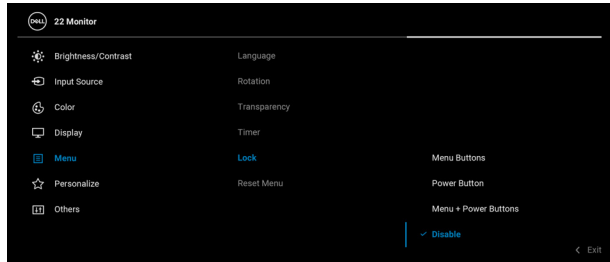 DELL 22 Monitor
Brightness/Contrast
Input Source
Color
Display
Menu
Personalize
Others
Language
Rotation
Transparency
Timer
Lock
Reset Menu
Menu Buttons
Power Button
Menu + Power Buttons
Disable
Exit